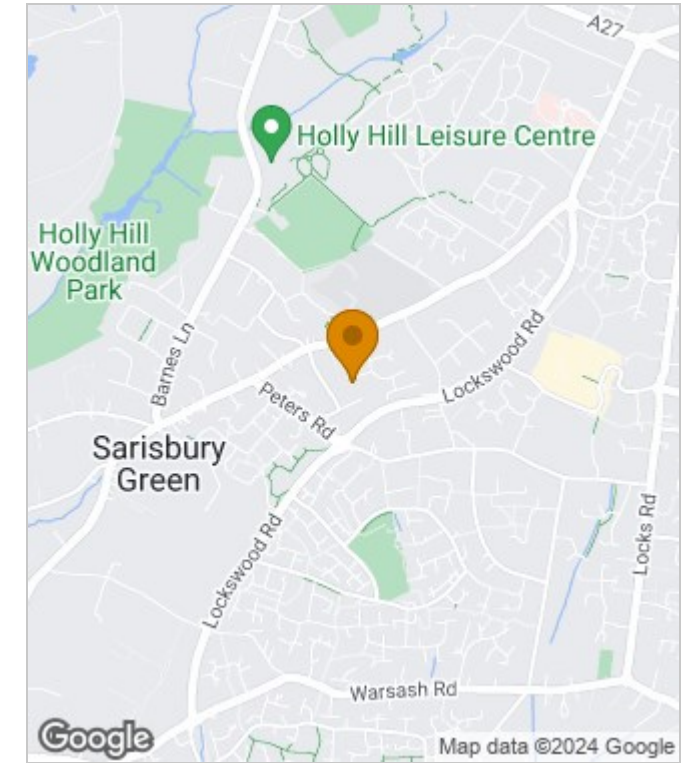 A27
Holly Hill Leisure Centre
Holly Hill
Woodland
Park
Barnes Ln
Lockswood Rd
Peters Rd
Sarisbury
Green
Locks Rd
Lockswood Rd
Warsash Rd
Google
Map data ©2024 Google